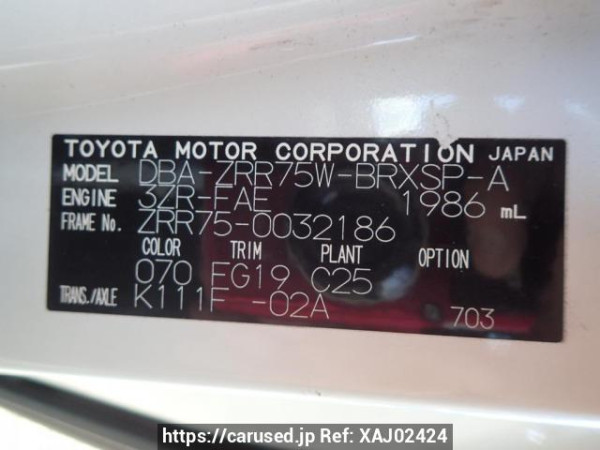 TOYOTA MOTOR CORPORATION JAPAN
MODEL DBA-ZRR75W-BRXSP-A
ENGINE 3ZR-FAE 1986 mL
FRAME No. ZRR75-0032186
COLOR TRIM PLANT OPTION
070 FG19 C25
TRANS./AXLE K111F -02A
703
https://carused.jp Ref: XAJ02424